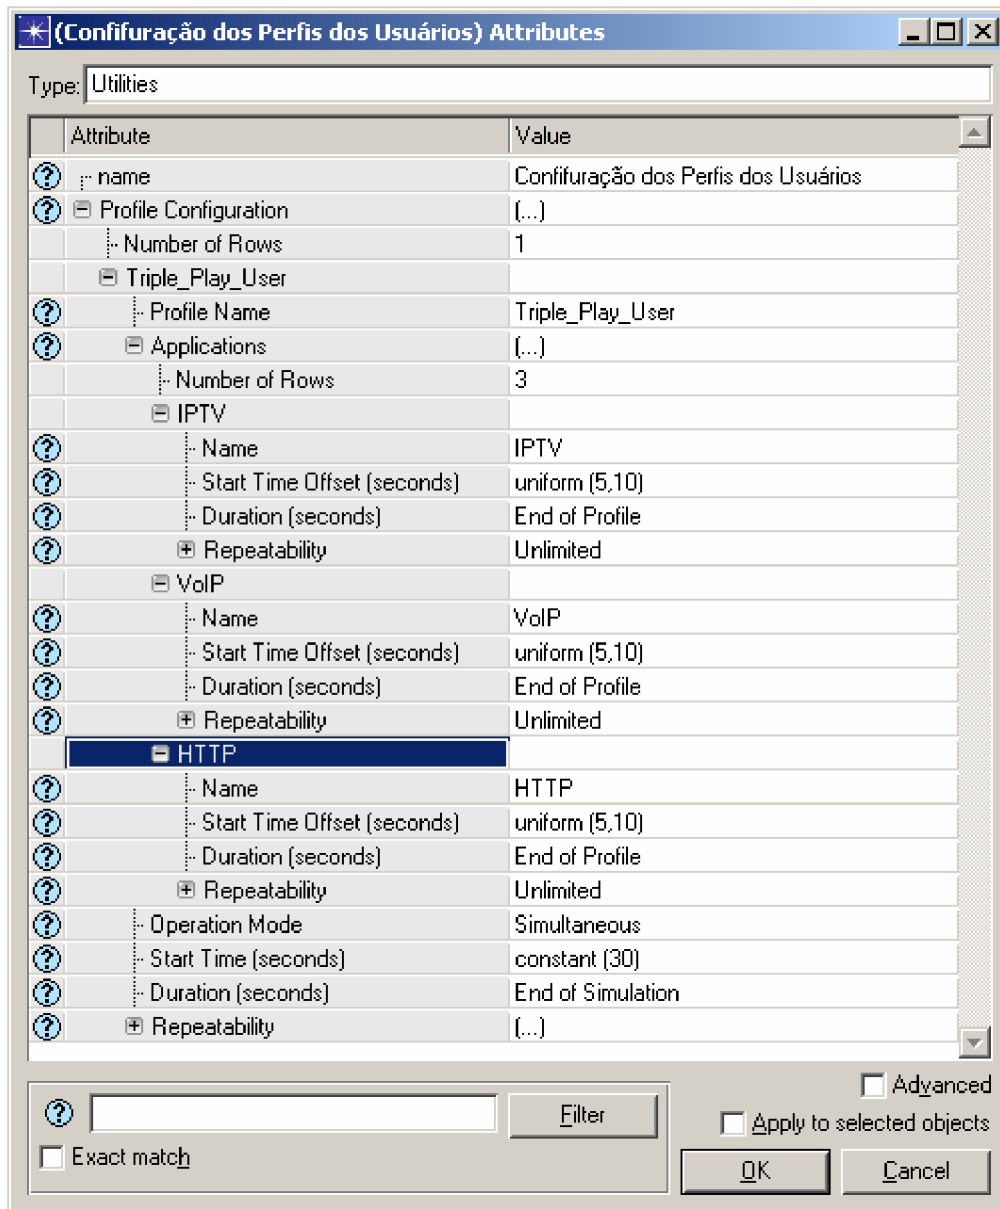 (Confifuração dos Perfis dos Usuários) Attributes
Type: Utilities
Attribute Value
name Confifuração dos Perfis dos Usuários
Profile Configuration (...)
Number of Rows 1
Triple_Play_User
Profile Name Triple_Play_User
Applications (...)
Number of Rows 3
IPTV
Name IPTV
Start Time Offset (seconds) uniform (5,10)
Duration (seconds) End of Profile
Repeatability Unlimited
VoIP
Name VoIP
Start Time Offset (seconds) uniform (5,10)
Duration (seconds) End of Profile
Repeatability Unlimited
HTTP
Name HTTP
Start Time Offset (seconds) uniform (5,10)
Duration (seconds) End of Profile
Repeatability Unlimited
Operation Mode Simultaneous
Start Time (seconds) constant (30)
Duration (seconds) End of Simulation
Repeatability (...)
Advanced
Filter
Apply to selected objects
Exact match
OK Cancel